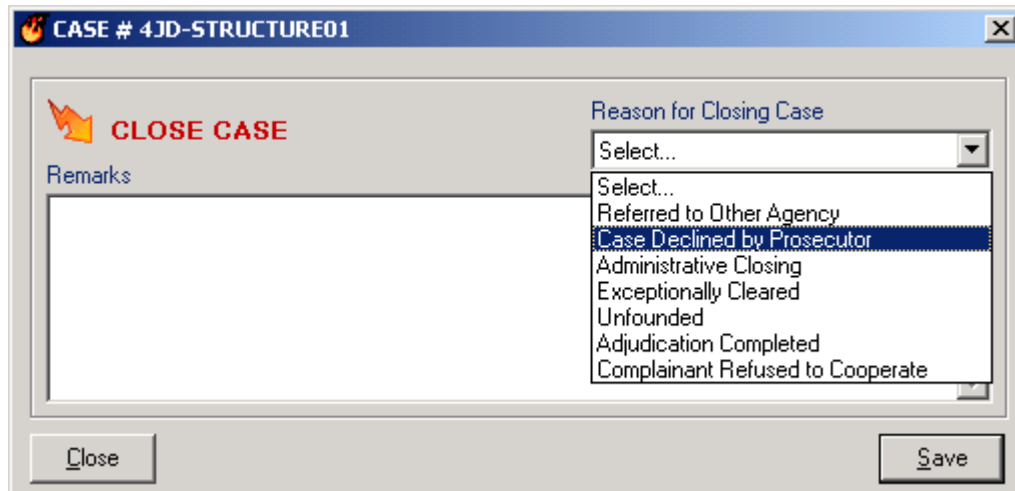 CASE # 4JD-STRUCTURE01
CLOSE CASE
Reason for Closing Case
Select...
Remarks
Select...
Referred to Other Agency
Case Declined by Prosecutor
Administrative Closing
Exceptionally Cleared
Unfounded
Adjudication Completed
Complainant Refused to Cooperate
Close
Save